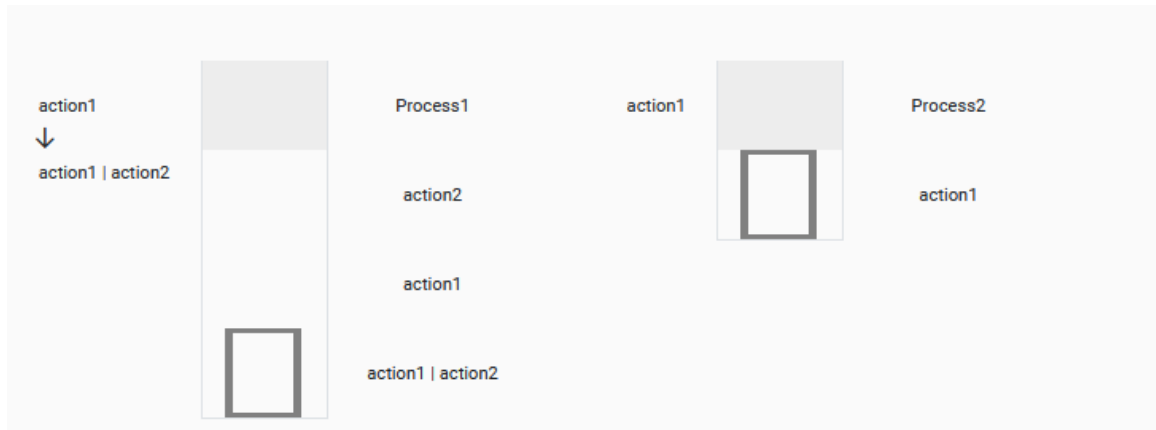 action1
↓
action1 | action2
Process1
action2
action1
action1 | action2
action1
Process2
action1